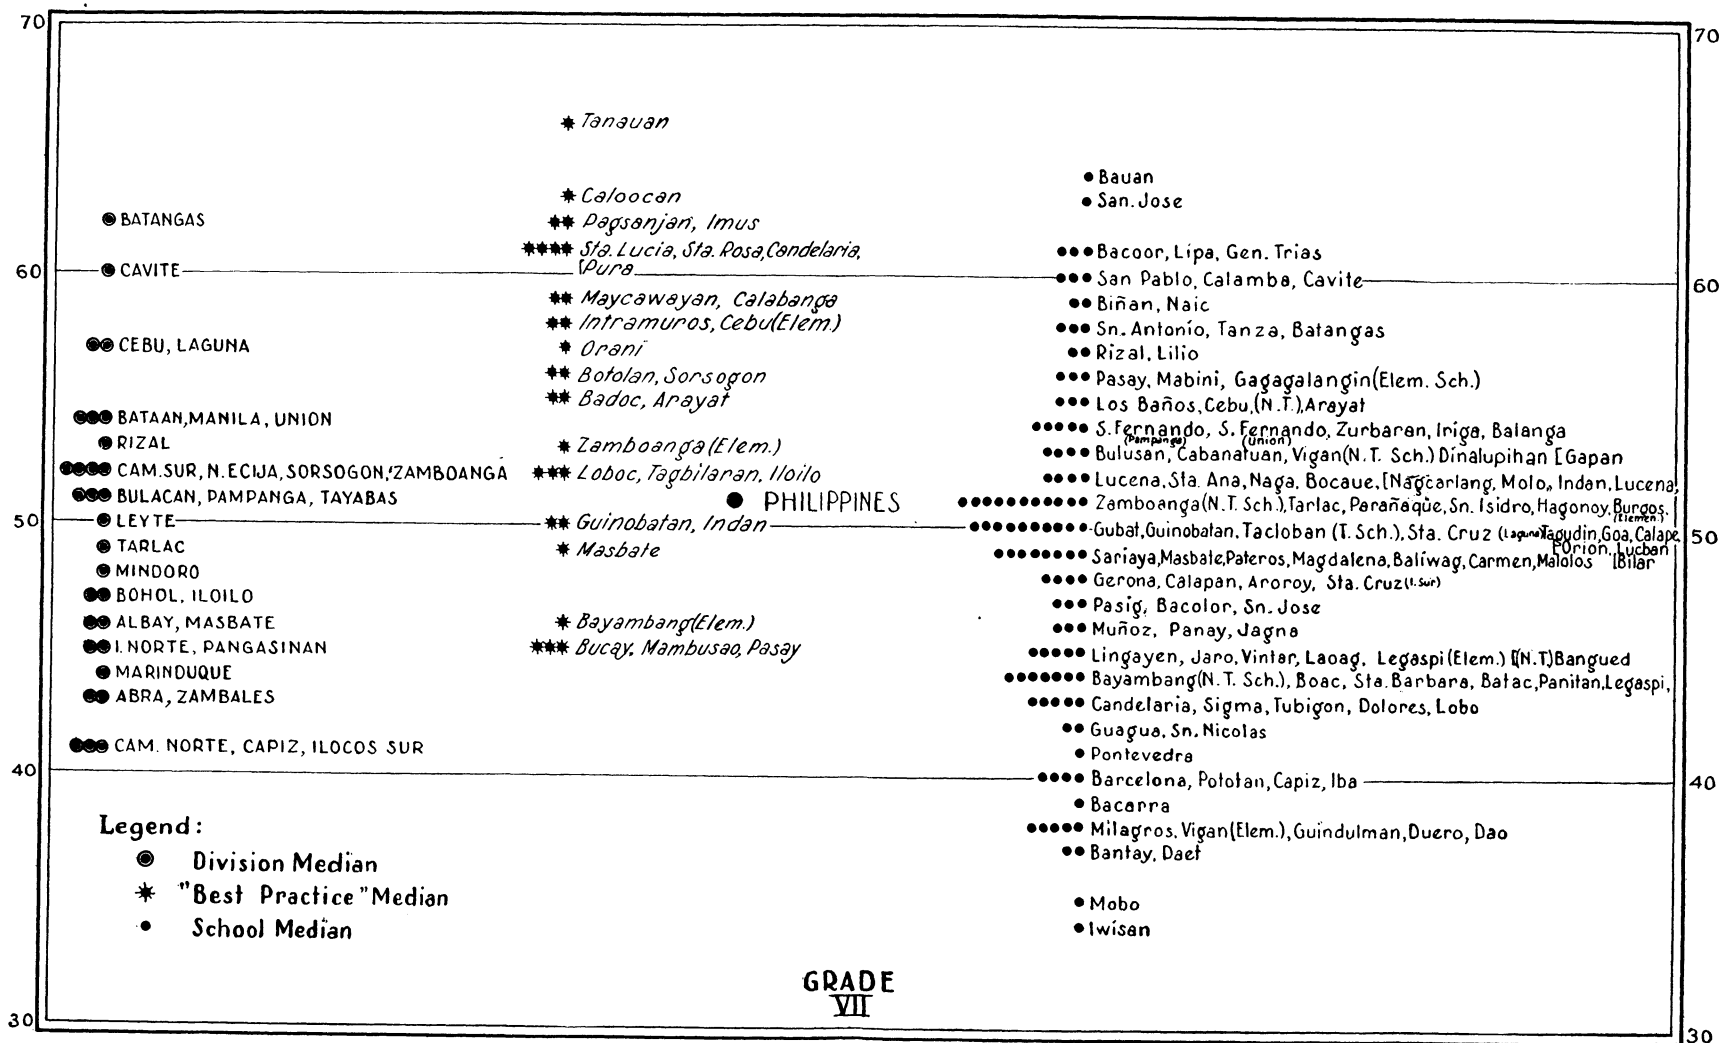 70
70
Tanauan
Bauan
Caloocan
San. Jose
BATANGAS
Pagsanjan, Imus
Sta. Lucia, Sta. Rosa, Candelaria,
[Pura
Bacoor, Lipa, Gen. Trias
60
CAVITE
San Pablo, Calamba, Cavite
60
Maycawayan, Calabanga
Biñan, Naic
Intramuros, Cebu(Elem.)
Sn. Antonio, Tanza, Batangas
CEBU, LAGUNA
Orani
Rizal, Lilio
Botolan, Sorsogon
Pasay, Mabini, Gagagalangin(Elem. Sch.)
Badoc, Arayat
Los Baños, Cebu, (N.T.), Arayat
BATAAN, MANILA, UNION
S. Fernando, S. Fernando, Zurbaran, Iriga, Balanga
(Pampanga) (Union)
RIZAL
Zamboanga (Elem.)
Bulusan, Cabanatuan, Vigan(N.T. Sch.) Dinalupihan [Gapan
CAM. SUR, N. ECIJA, SORSOGON, ZAMBOANGA
Loboc, Tagbilaran, Iloilo
Lucena, Sta. Ana, Naga, Bocaue, [Nagcarlang, Molo, Indan, Lucena,
BULACAN, PAMPANGA, TAYABAS
PHILIPPINES
Zamboanga(N.T. Sch.), Tarlac, Parañaque, Sn. Isidro, Hagonoy, Burgos,
(Elemen.)
50
LEYTE
Guinobatan, Indan
Gubat, Guinobatan, Tacloban (T. Sch.), Sta. Cruz (Laguna) Tagudin, Goa, Calape
50
[Orion, Lucban
TARLAC
Masbate
Sariaya, Masbate, Pateros, Magdalena, Baliwag, Carmen, Malolos [Bilar
MINDORO
Gerona, Calapan, Aroroy, Sta. Cruz (I. Sur)
BOHOL, ILOILO
Pasig, Bacolor, Sn. Jose
ALBAY, MASBATE
Bayambang(Elem.)
Muñoz, Panay, Jagna
I. NORTE, PANGASINAN
Bucay, Mambusao, Pasay
Lingayen, Jaro, Vintar, Laoag, Legaspi (Elem.) [(N.T.) Bangued
MARINDUQUE
Bayambang(N.T. Sch.), Boac, Sta. Barbara, Batac, Panitan, Legaspi,
ABRA, ZAMBALES
Candelaria, Sigma, Tubigon, Dolores, Lobo
Guagua, Sn. Nicolas
CAM. NORTE, CAPIZ, ILOCOS SUR
Pontevedra
40
Barcelona, Pototan, Capiz, Iba
40
Bacarra
Legend:
Milagros, Vigan(Elem.), Guindulman, Duero, Dao
Division Median
Bantay, Daet
"Best Practice" Median
Mobo
School Median
Iwisan
GRADE
VII
30
30